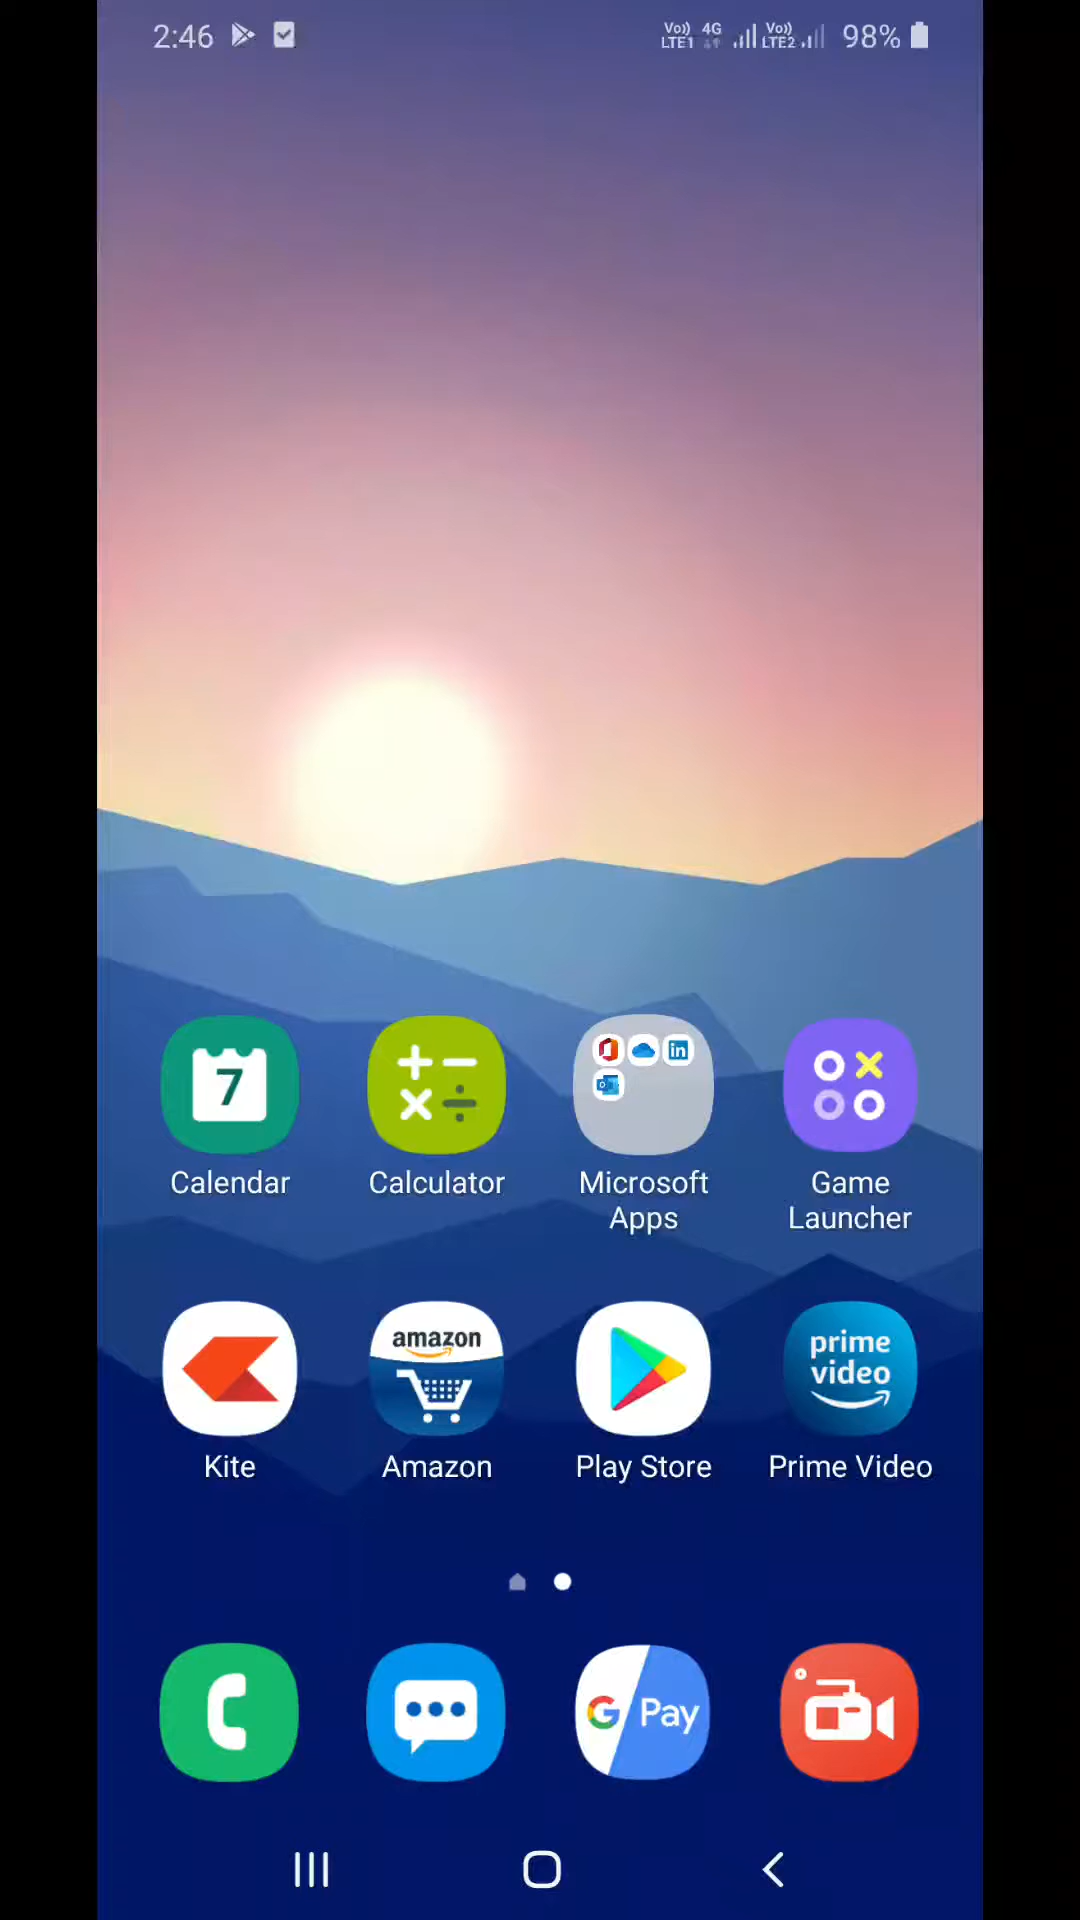 2:46
Vo)) LTE1 4G Vo)) LTE2 98%
7
Calendar Calculator Microsoft Apps Game Launcher
amazon
prime video
Kite Amazon Play Store Prime Video
G Pay